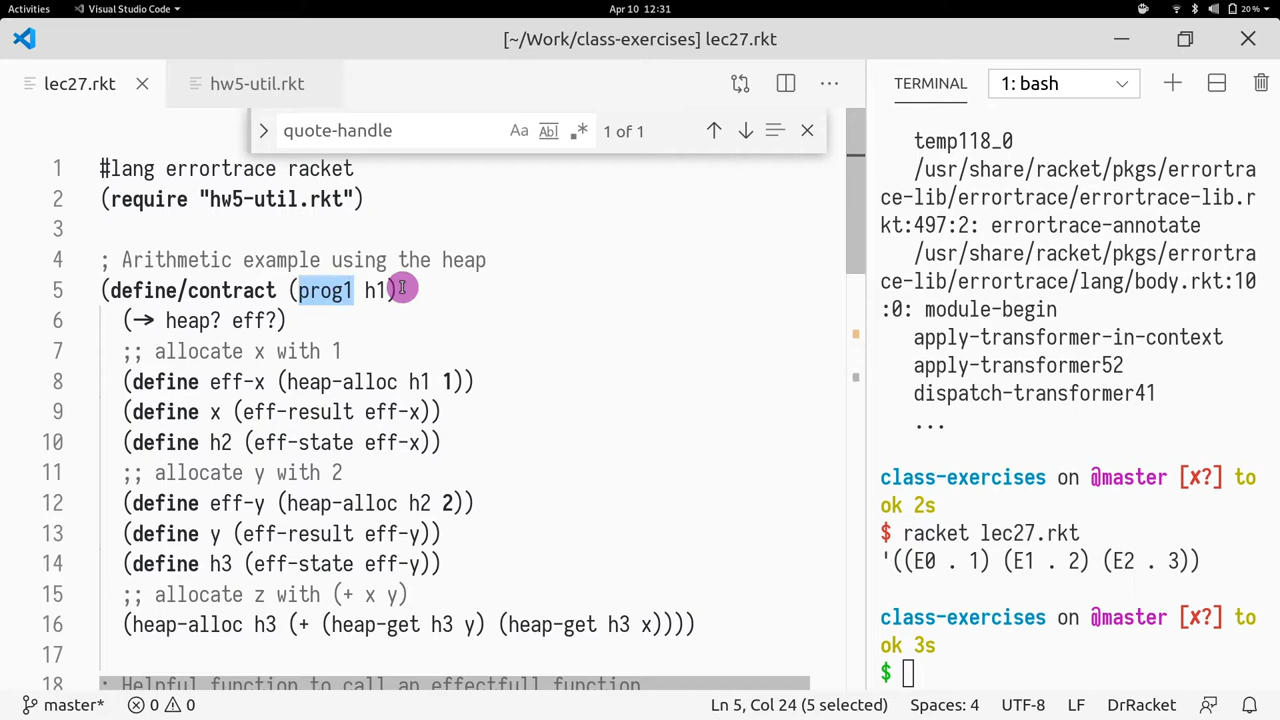 Activities
Visual Studio Code
Apr 10 12:31
20%
[~/Work/class-exercises] lec27.rkt
lec27.rkt
hw5-util.rkt
quote-handle
Aa
Abl
1 of 1
1 #lang errortrace racket
2 (require "hw5-util.rkt")
3
4 ; Arithmetic example using the heap
5 (define/contract (prog1 h1)
6 (→ heap? eff?)
7 ;; allocate x with 1
8 (define eff-x (heap-alloc h1 1))
9 (define x (eff-result eff-x))
10 (define h2 (eff-state eff-x))
11 ;; allocate y with 2
12 (define eff-y (heap-alloc h2 2))
13 (define y (eff-result eff-y))
14 (define h3 (eff-state eff-y))
15 ;; allocate z with (+ x y)
16 (heap-alloc h3 (+ (heap-get h3 y) (heap-get h3 x))))
17
18 ; Helpful function to call an effectfull function
TERMINAL
1: bash
temp118_0
/usr/share/racket/pkgs/errortra
ce-lib/errortrace/errortrace-lib.r
kt:497:2: errortrace-annotate
/usr/share/racket/pkgs/errortra
ce-lib/errortrace/lang/body.rkt:10
:0: module-begin
apply-transformer-in-context
apply-transformer52
dispatch-transformer41
...
class-exercises on @master [✘?] to
ok 2s
$ racket lec27.rkt
'((E0 . 1) (E1 . 2) (E2 . 3))
class-exercises on @master [✘?] to
ok 3s
$
master*
0
0
Ln 5, Col 24 (5 selected)
Spaces: 4
UTF-8
LF
DrRacket